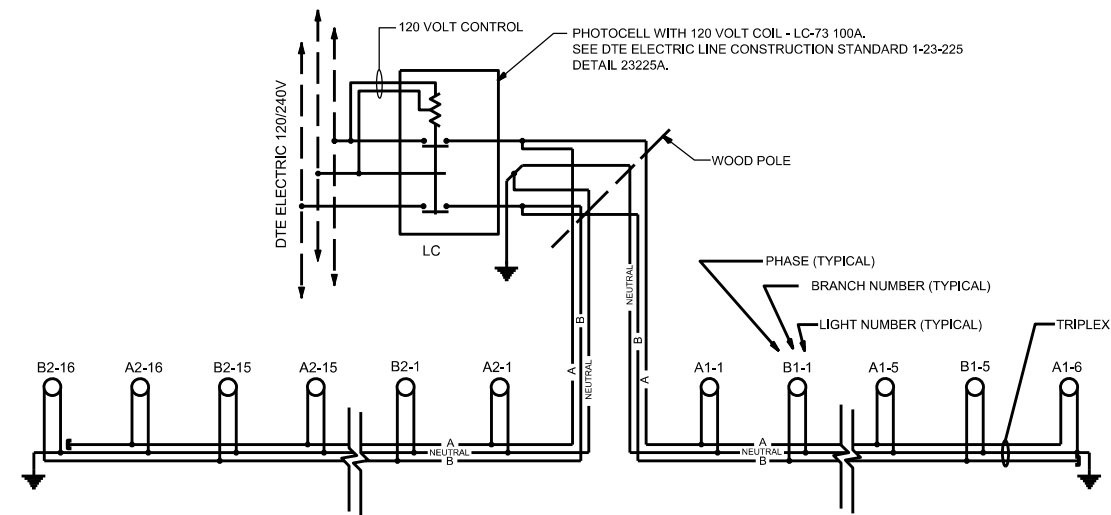 120 VOLT CONTROL
PHOTOCELL WITH 120 VOLT COIL - LC-73 100A.
SEE DTE ELECTRIC LINE CONSTRUCTION STANDARD 1-23-225
DETAIL 23225A.
DTE ELECTRIC 120/240V
WOOD POLE
LC
PHASE (TYPICAL)
BRANCH NUMBER (TYPICAL)
LIGHT NUMBER (TYPICAL)
TRIPLEX
NEUTRAL
B
A
B
A
NEUTRAL
B2-16
A2-16
B2-15
A2-15
B2-1
A2-1
A1-1
B1-1
A1-5
B1-5
A1-6
A
NEUTRAL
B
A
NEUTRAL
B